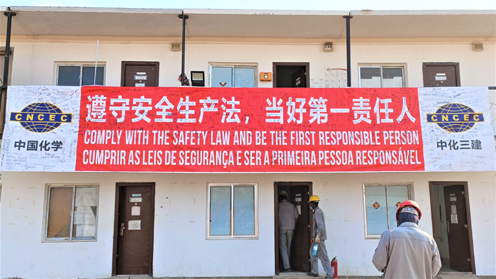 CNCEC
中国化学
遵守安全生产法，当好第一责任人
COMPLY WITH THE SAFETY LAW AND BE THE FIRST RESPONSIBLE PERSON
CUMPRIR AS LEIS DE SEGURANÇA E SER A PRIMEIRA PESSOA RESPONSÁVEL
CNCEC
中化三建